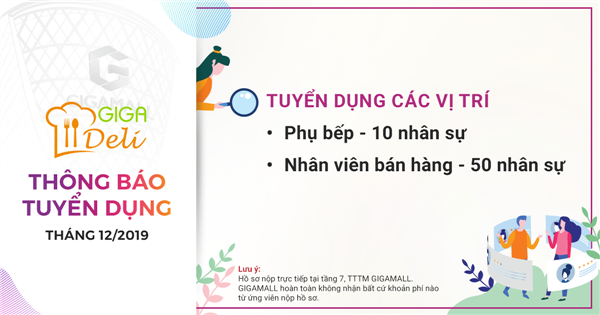 G
GIGAMALL
GIGA
Deli
THÔNG BÁO
TUYỂN DỤNG
THÁNG 12/2019
TUYỂN DỤNG CÁC VỊ TRÍ
• Phụ bếp - 10 nhân sự
• Nhân viên bán hàng - 50 nhân sự
Lưu ý:
Hồ sơ nộp trực tiếp tại tầng 7, TTTM GIGAMALL.
GIGAMALL hoàn toàn không nhận bất cứ khoản phí nào
từ ứng viên nộp hồ sơ.